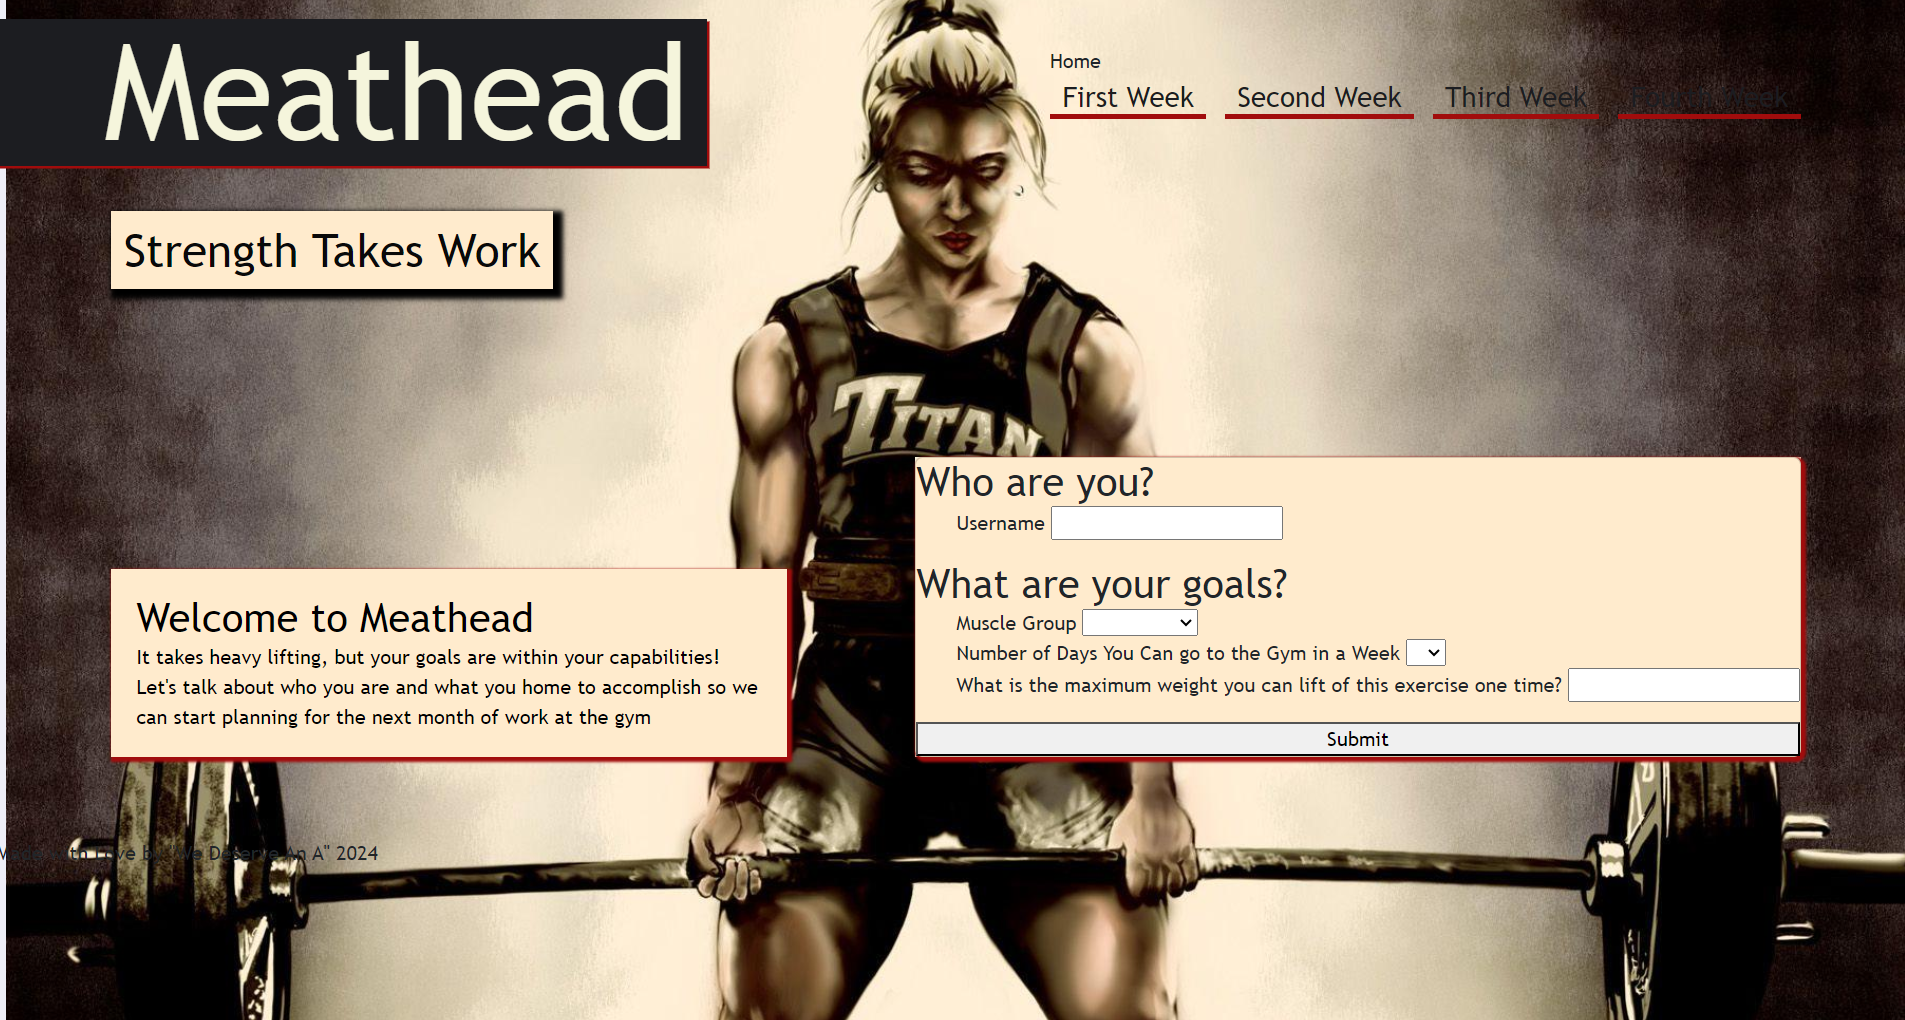 Meathead
Home
First Week
Second Week
Third Week
Fourth Week
Strength Takes Work
TITAN
Who are you?
Username
What are your goals?
Muscle Group
Number of Days You Can go to the Gym in a Week
What is the maximum weight you can lift of this exercise one time?
Submit
Welcome to Meathead
It takes heavy lifting, but your goals are within your capabilities!
Let's talk about who you are and what you home to accomplish so we
can start planning for the next month of work at the gym
Made with Love by "We Deserve An A" 2024